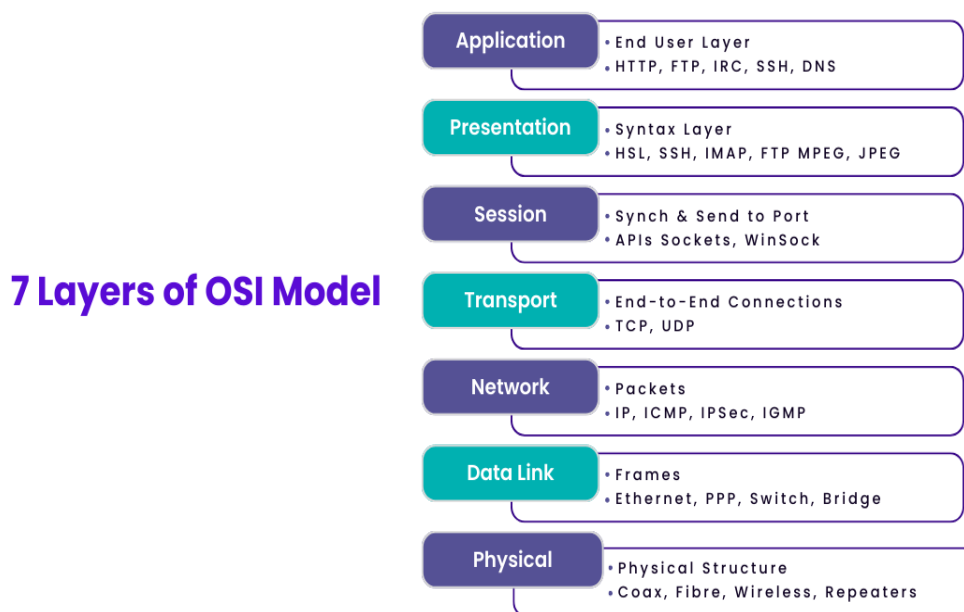 7 Layers of OSI Model
Application
• End User Layer
• HTTP, FTP, IRC, SSH, DNS
Presentation
• Syntax Layer
• HSL, SSH, IMAP, FTP MPEG, JPEG
Session
• Synch & Send to Port
• APIs Sockets, WinSock
Transport
• End-to-End Connections
• TCP, UDP
Network
• Packets
• IP, ICMP, IPSec, IGMP
Data Link
• Frames
• Ethernet, PPP, Switch, Bridge
Physical
• Physical Structure
• Coax, Fibre, Wireless, Repeaters